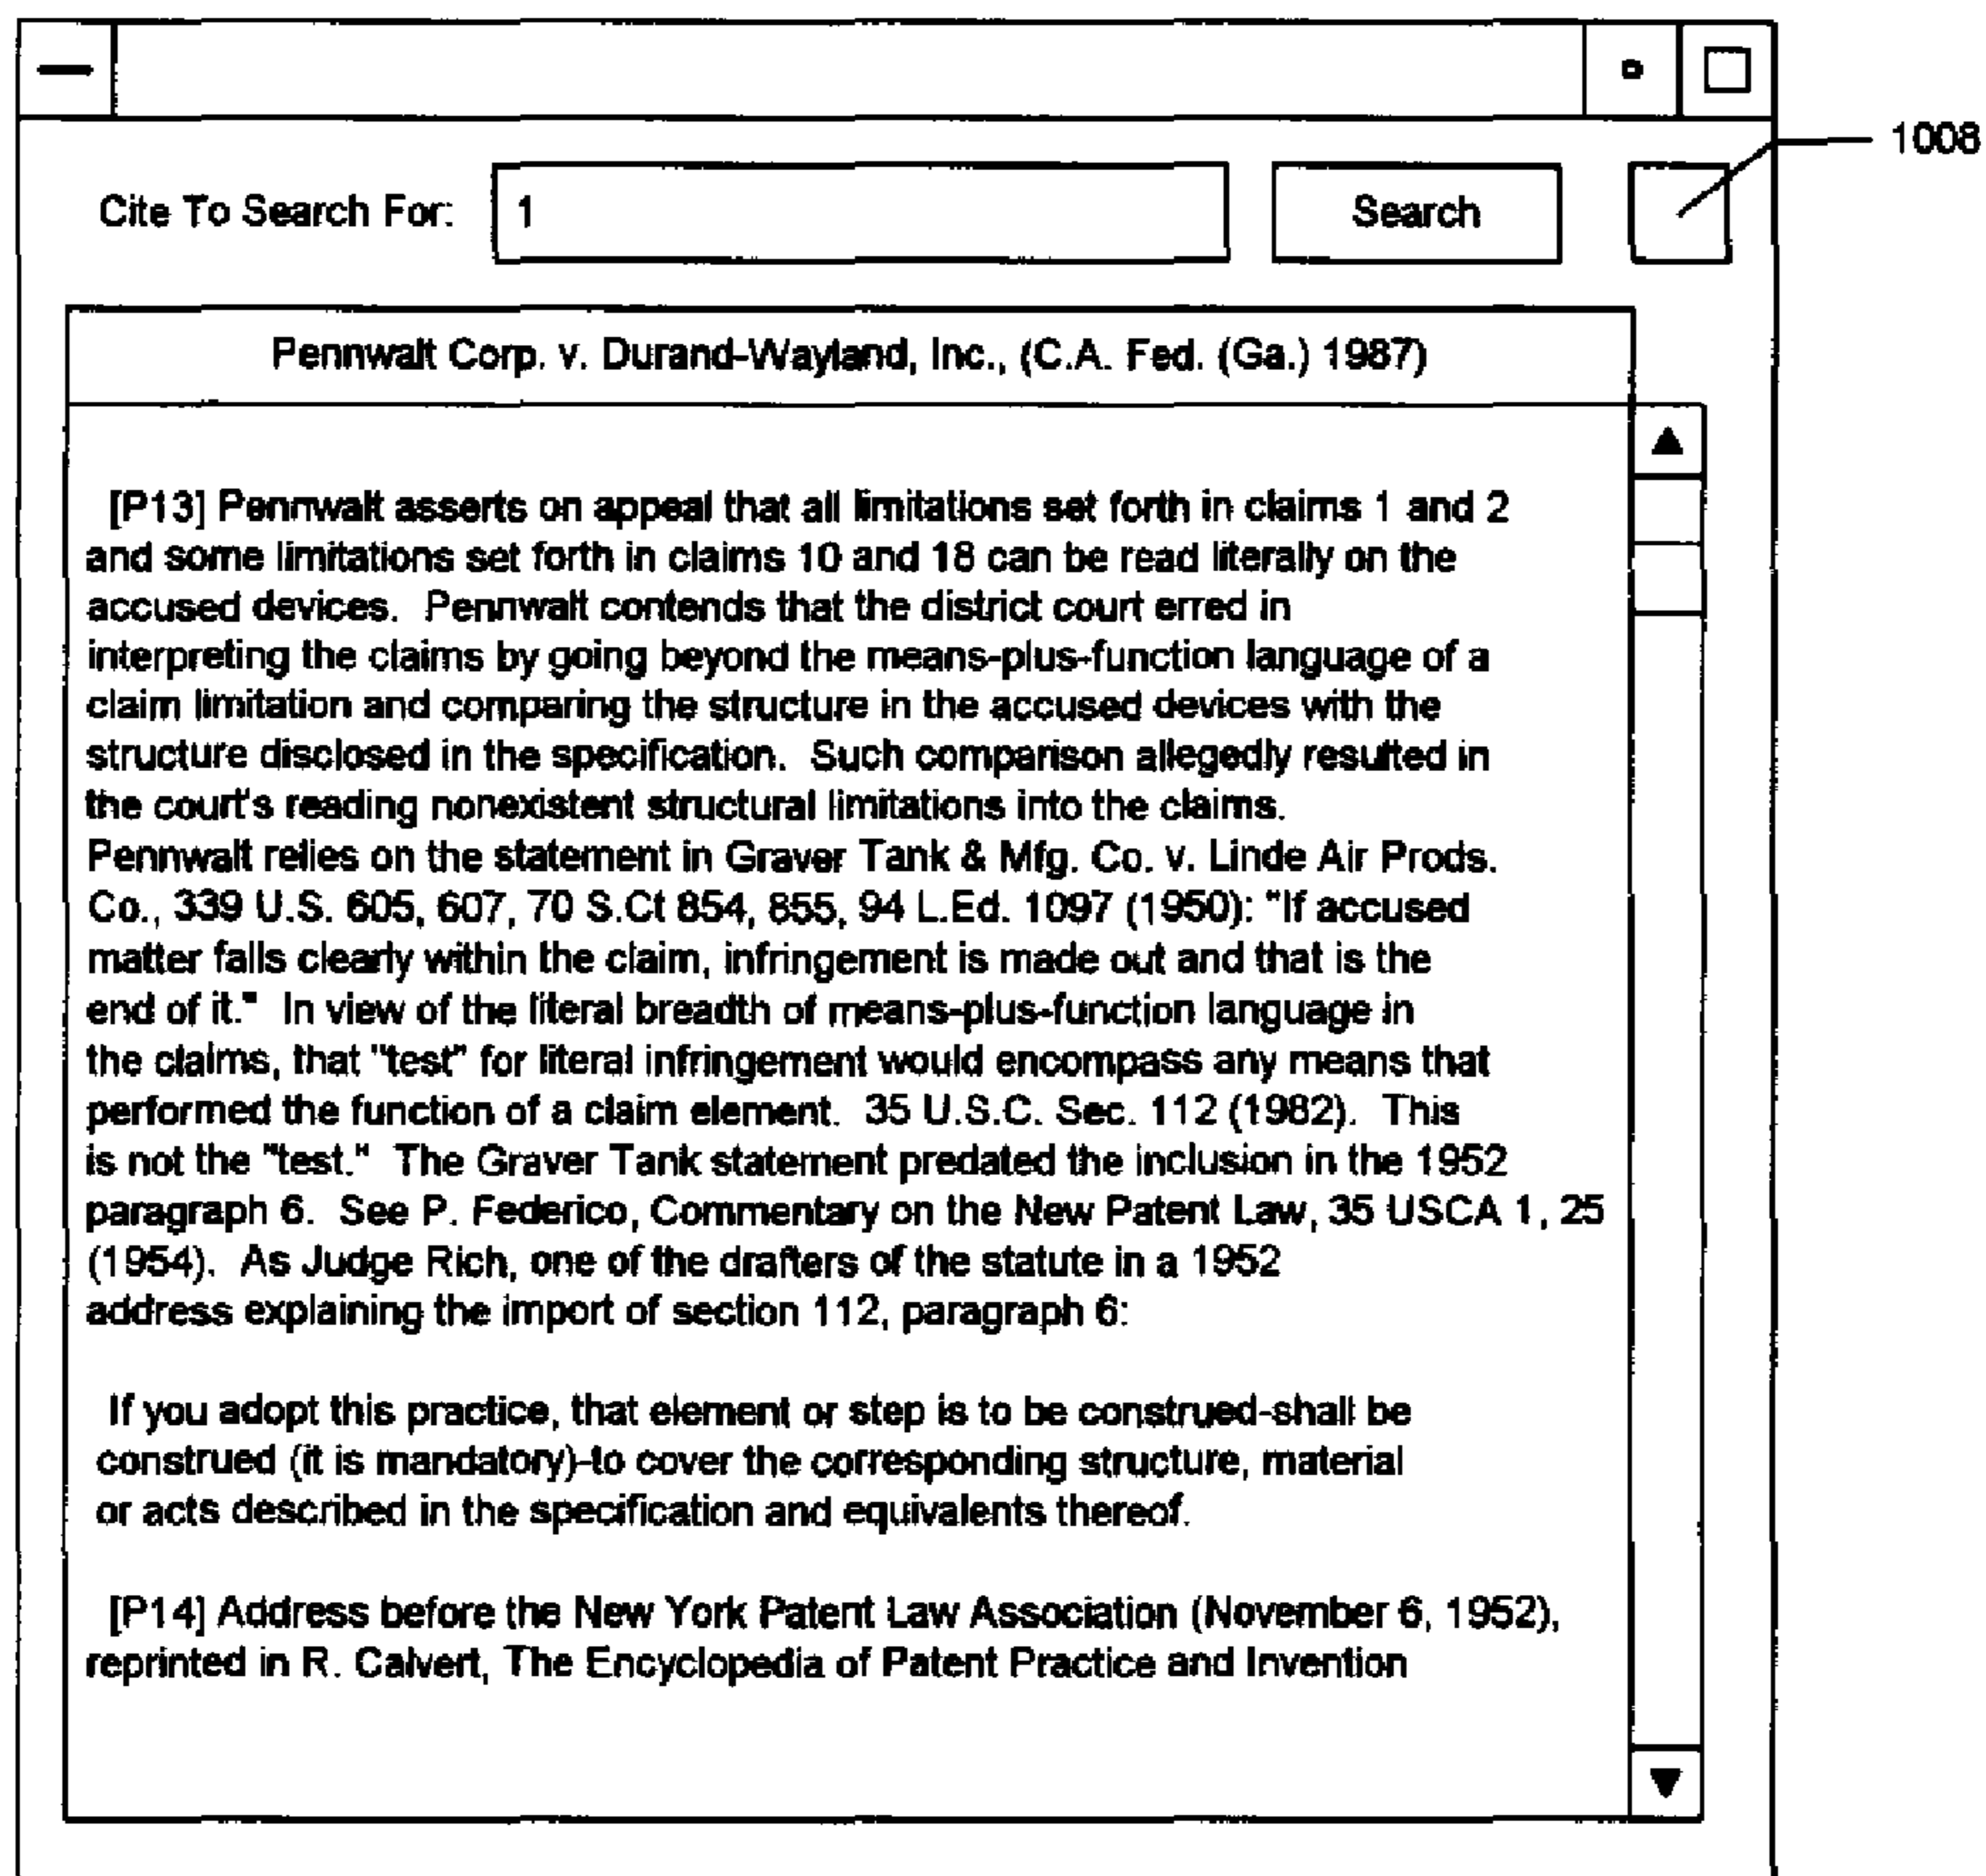 1008
Cite To Search For:
1
Search
Pennwalt Corp. v. Durand-Wayland, Inc., (C.A. Fed. (Ga.) 1987)
[P13] Pennwalt asserts on appeal that all limitations set forth in claims 1 and 2
and some limitations set forth in claims 10 and 18 can be read literally on the
accused devices.  Pennwalt contends that the district court erred in
interpreting the claims by going beyond the means-plus-function language of a
claim limitation and comparing the structure in the accused devices with the
structure disclosed in the specification.  Such comparison allegedly resulted in
the court's reading nonexistent structural limitations into the claims.
Pennwalt relies on the statement in Graver Tank & Mfg. Co. v. Linde Air Prods.
Co., 339 U.S. 605, 607, 70 S.Ct 854, 855, 94 L.Ed. 1097 (1950): "If accused
matter falls clearly within the claim, infringement is made out and that is the
end of it."  In view of the literal breadth of means-plus-function language in
the claims, that "test" for literal infringement would encompass any means that
performed the function of a claim element.  35 U.S.C. Sec. 112 (1982).  This
is not the "test."  The Graver Tank statement predated the inclusion in the 1952
paragraph 6.  See P. Federico, Commentary on the New Patent Law, 35 USCA 1, 25
(1954).  As Judge Rich, one of the drafters of the statute in a 1952
address explaining the import of section 112, paragraph 6:
If you adopt this practice, that element or step is to be construed-shall be
construed (it is mandatory)-to cover the corresponding structure, material
or acts described in the specification and equivalents thereof.
[P14] Address before the New York Patent Law Association (November 6, 1952),
reprinted in R. Calvert, The Encyclopedia of Patent Practice and Invention